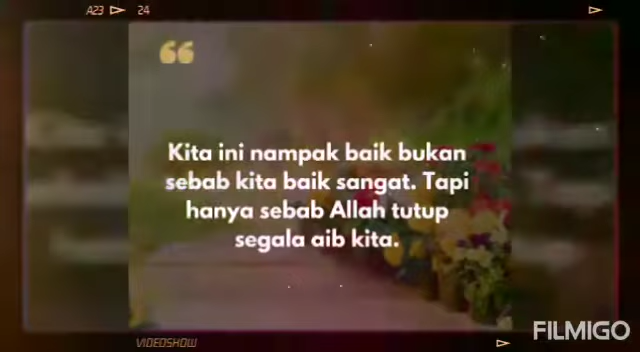 A23 24
“
Kita ini nampak baik bukan
sebab kita baik sangat. Tapi
hanya sebab Allah tutup
segala aib kita.
VIDEOSHOW
FILMIGO